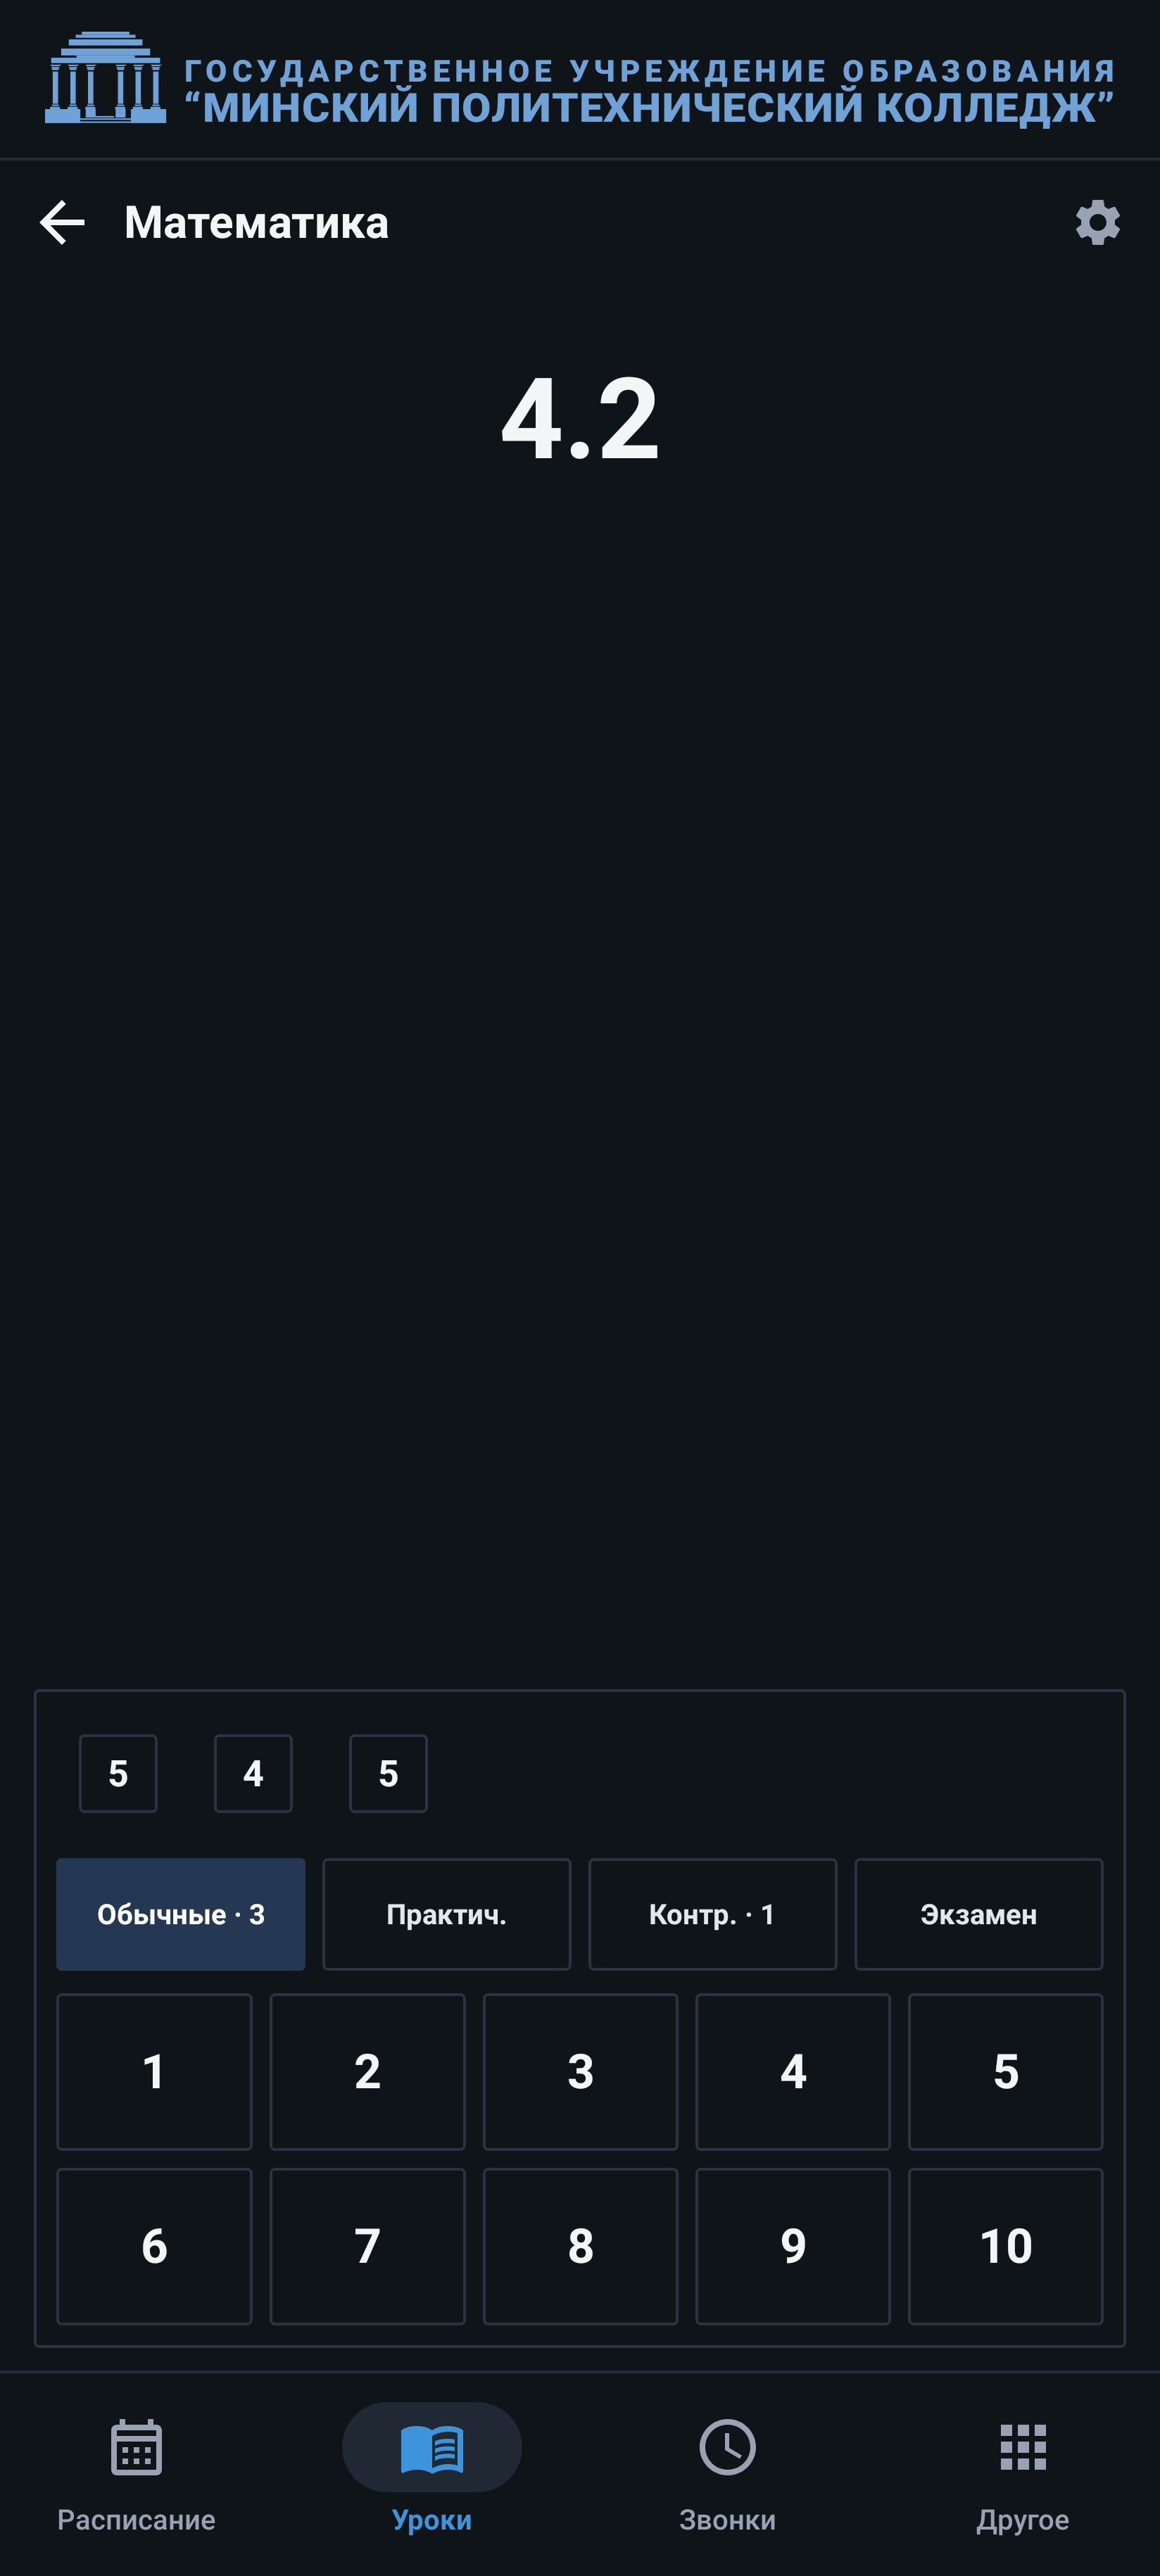 ГОСУДАРСТВЕННОЕ УЧРЕЖДЕНИЕ ОБРАЗОВАНИЯ
“МИНСКИЙ ПОЛИТЕХНИЧЕСКИЙ КОЛЛЕДЖ”
Математика
4.2
5 4 5
Обычные · 3 Практич. Контр. · 1 Экзамен
1 2 3 4 5
6 7 8 9 10
Расписание Уроки Звонки Другое